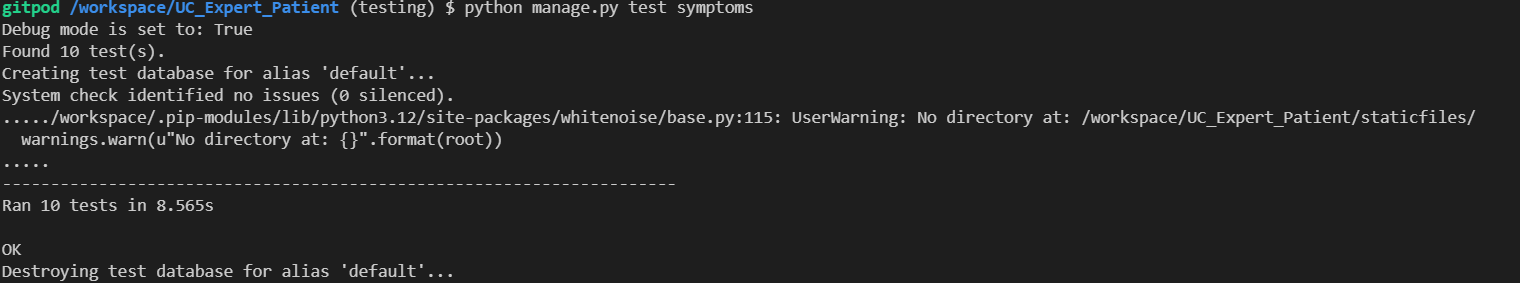 gitpod /workspace/UC_Expert_Patient (testing) $ python manage.py test symptoms
Debug mode is set to: True
Found 10 test(s).
Creating test database for alias 'default'...
System check identified no issues (0 silenced).
...../workspace/.pip-modules/lib/python3.12/site-packages/whitenoise/base.py:115: UserWarning: No directory at: /workspace/UC_Expert_Patient/staticfiles/
  warnings.warn(u"No directory at: {}".format(root))
.....
----------------------------------------------------------------------
Ran 10 tests in 8.565s

OK
Destroying test database for alias 'default'...